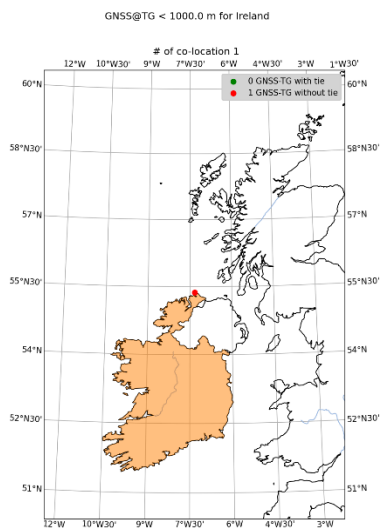 GNSS@TG < 1000.0 m for Ireland
# of co-location 1
12°W 10°W30' 9°W 7°W30' 6°W 4°W30' 3°W 1°W30'
0 GNSS-TG with tie
1 GNSS-TG without tie
60°N 60°N
58°N30' 58°N30'
57°N 57°N
55°N30' 55°N30'
54°N 54°N
52°N30' 52°N30'
51°N 51°N
12°W 10°W30' 9°W 7°W30' 6°W 4°W30' 3°W